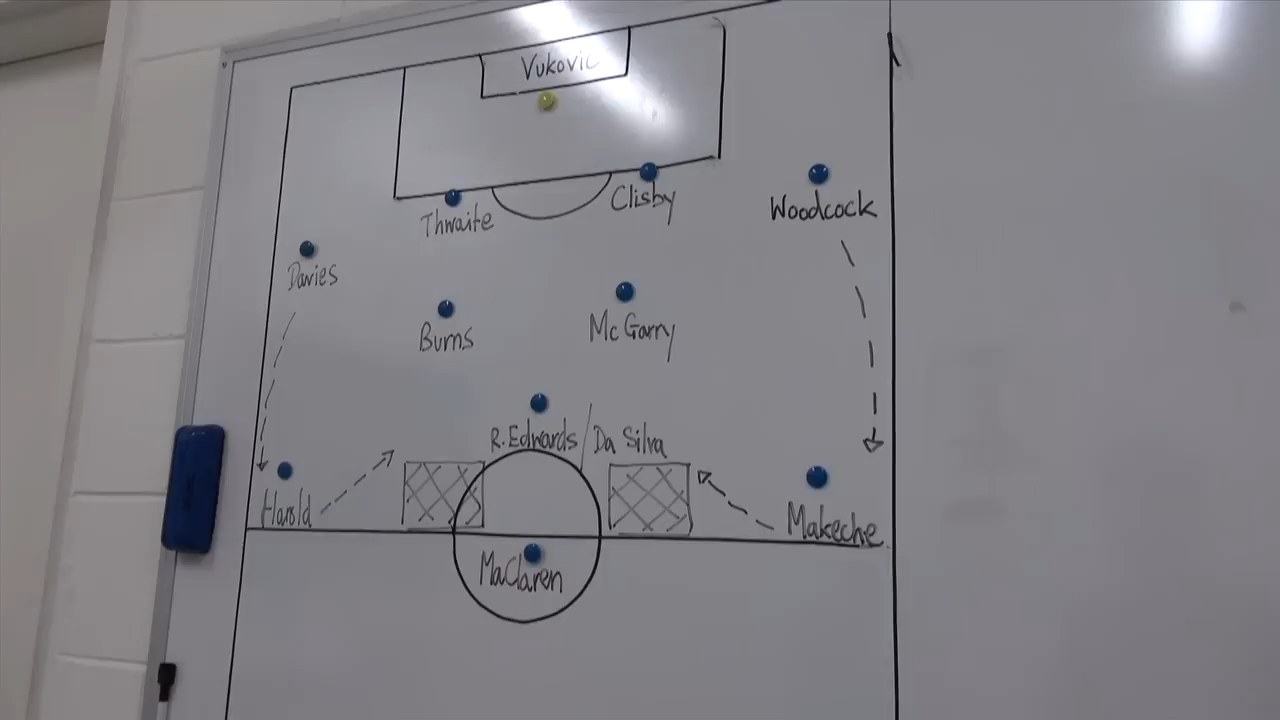 Vukovic
Thwaite
Clisby
Woodcock
Davies
Burns
McGarry
R.Edwards/Da Silva
Harold
Makeche
MaClaren